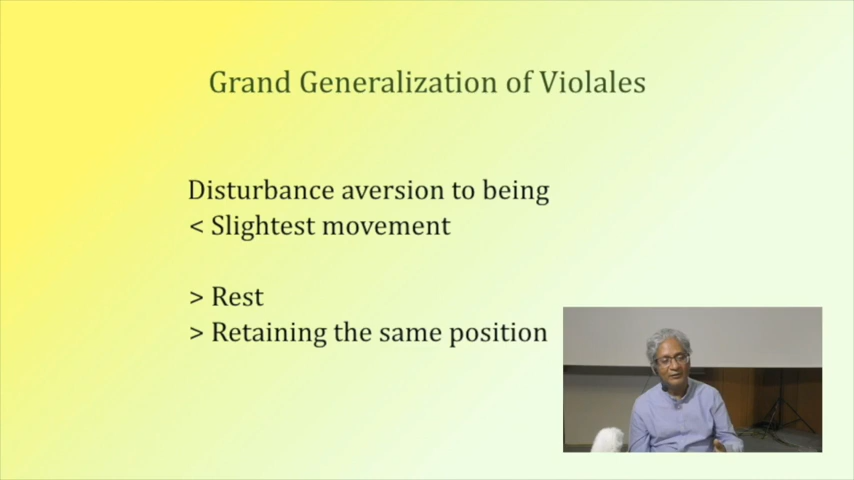 Grand Generalization of Violales
Disturbance aversion to being
< Slightest movement
> Rest
> Retaining the same position